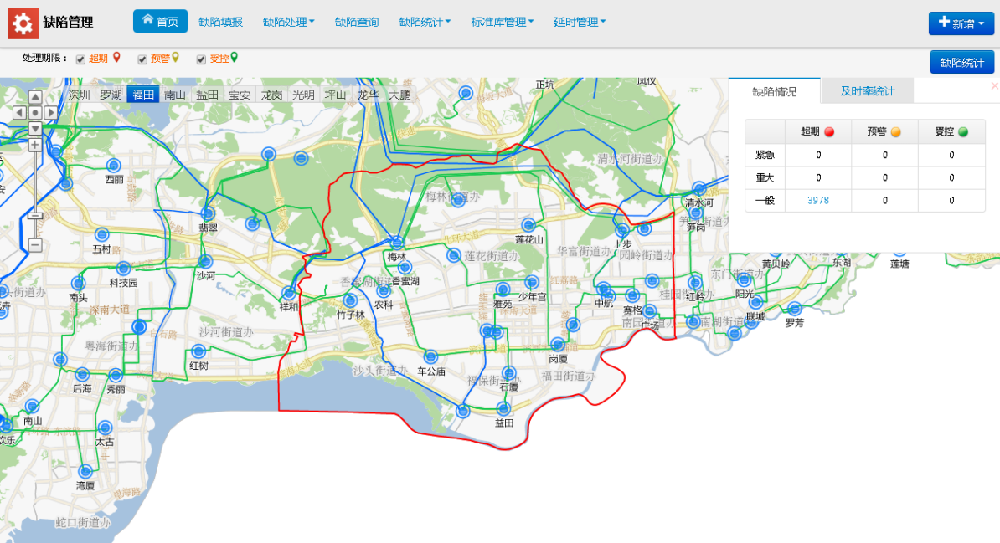 缺陷管理 首页 缺陷填报 缺陷处理 缺陷查询 缺陷统计 标准库管理 延时管理 新增
处理期限： 超期 预警 受控 缺陷统计
深圳 罗湖 福田 南山 盐田 宝安 龙岗 光明 坪山 龙华 大鹏
缺陷情况 及时率统计
超期 预警 受控
紧急 0 0 0
重大 0 0 0
一般 3978 0 0
正坑
凤仪
清水河街道办
西丽
梅林街道办
清水河
翡翠
笋岗
莲花山
上步
五村
北环大道
华富街道办
园岭街道办
梅林
莲花街道办
黄贝岭
东湖
莲塘
科技园
沙河
香蜜湖
红荔路
东门街道办
南头
少年宫
中航
桂园街道办
红岭
阳光
祥和
竹子林
农科
雅苑
深南大道
赛格
广场
联城
罗芳
南湖街道办
沙河街道办
粤海街道办
白石路
岗厦
红树
沙头街道办
车公庙
福保街道办
福田街道办
后海
秀丽
石厦
南山
益田
欢乐
太古
湾厦
蛇口街道办